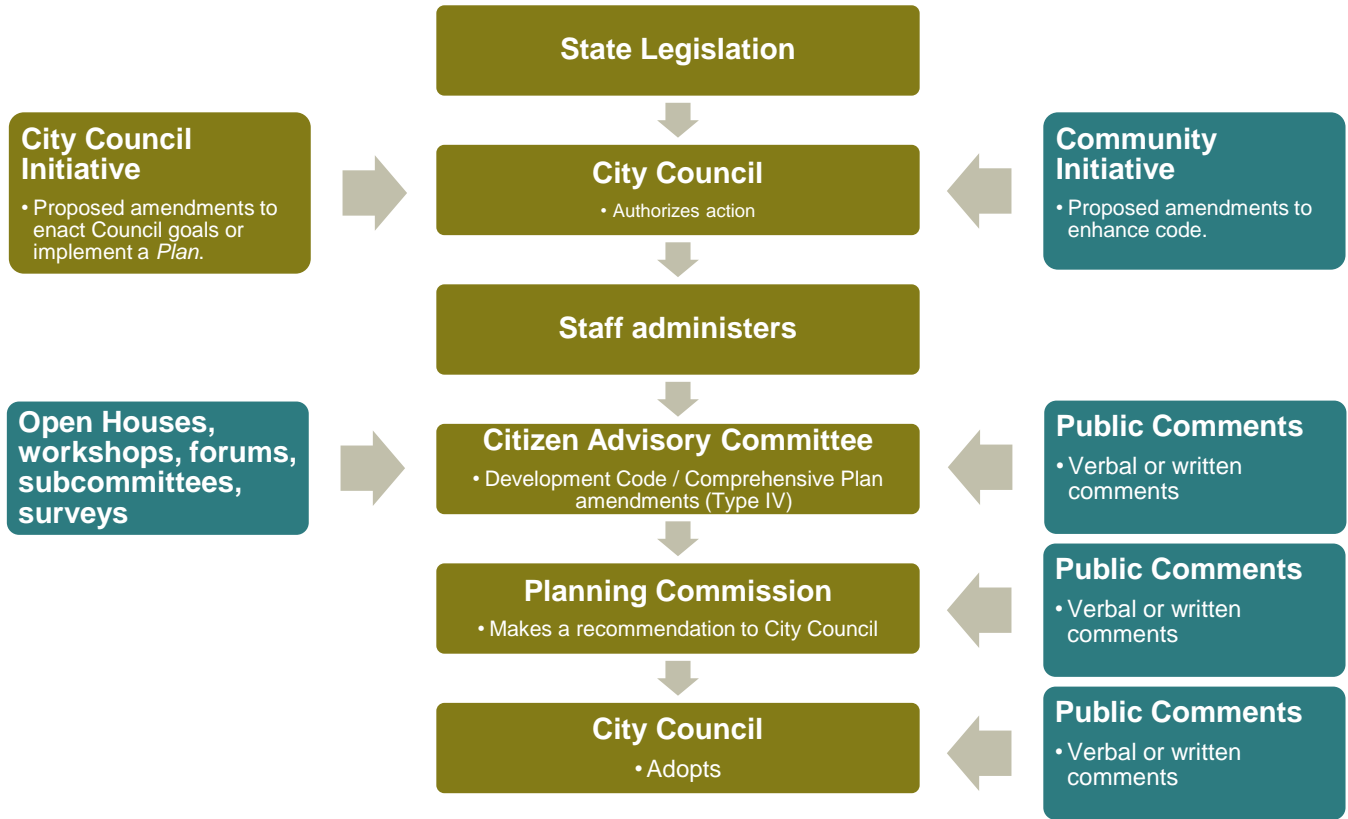 State Legislation
City Council
Initiative
• Proposed amendments to
enact Council goals or
implement a Plan.
City Council
• Authorizes action
Community
Initiative
• Proposed amendments to
enhance code.
Staff administers
Open Houses,
workshops, forums,
subcommittees,
surveys
Citizen Advisory Committee
• Development Code / Comprehensive Plan
amendments (Type IV)
Public Comments
• Verbal or written
comments
Planning Commission
• Makes a recommendation to City Council
Public Comments
• Verbal or written
comments
City Council
• Adopts
Public Comments
• Verbal or written
comments